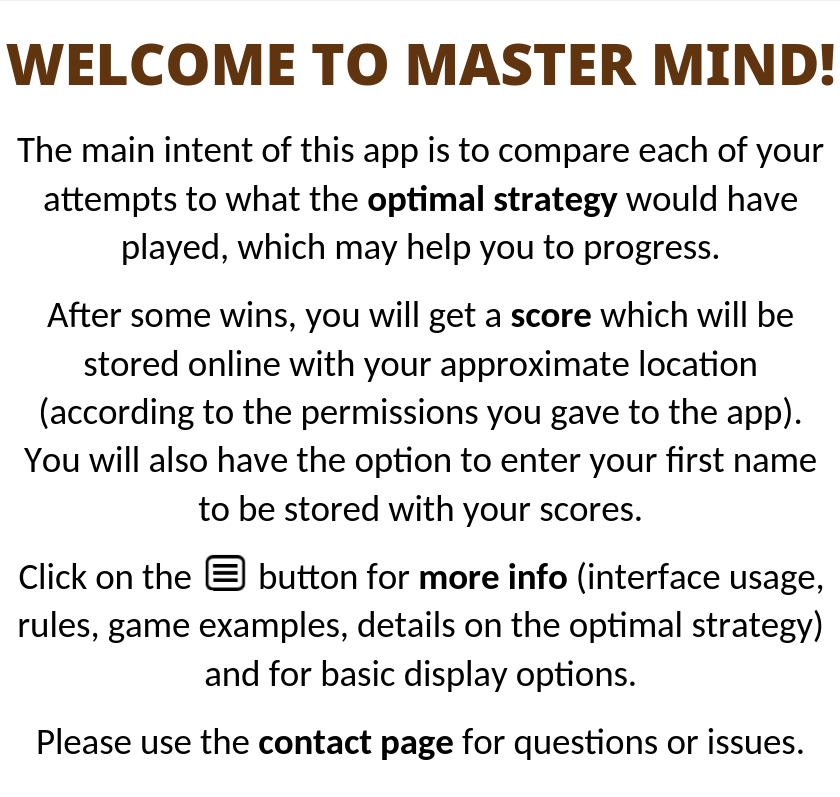 WELCOME TO MASTER MIND!
The main intent of this app is to compare each of your
attempts to what the optimal strategy would have
played, which may help you to progress.
After some wins, you will get a score which will be
stored online with your approximate location
(according to the permissions you gave to the app).
You will also have the option to enter your first name
to be stored with your scores.
Click on the button for more info (interface usage,
rules, game examples, details on the optimal strategy)
and for basic display options.
Please use the contact page for questions or issues.